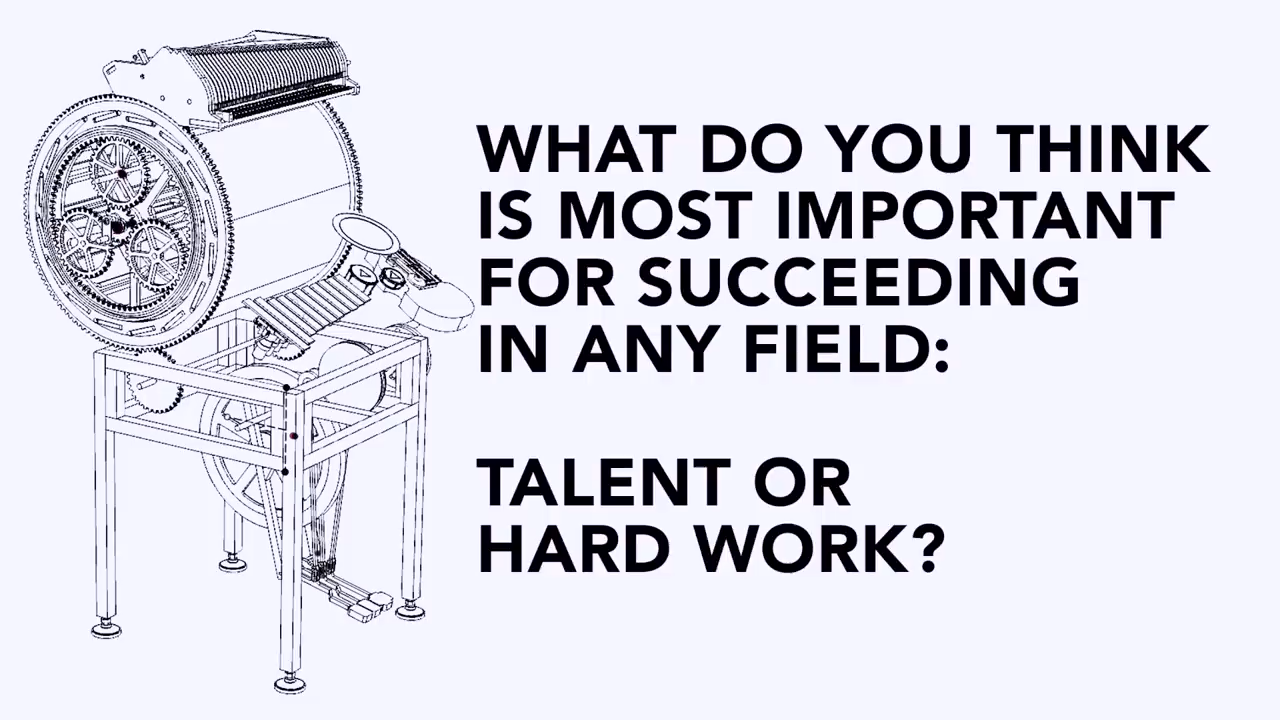 WHAT DO YOU THINK
IS MOST IMPORTANT
FOR SUCCEEDING
IN ANY FIELD:
TALENT OR
HARD WORK?